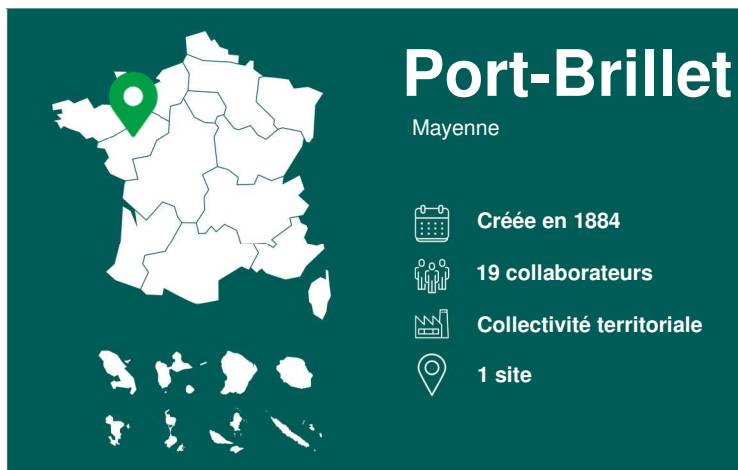 Port-Brillet
Mayenne
Créée en 1884
19 collaborateurs
Collectivité territoriale
1 site